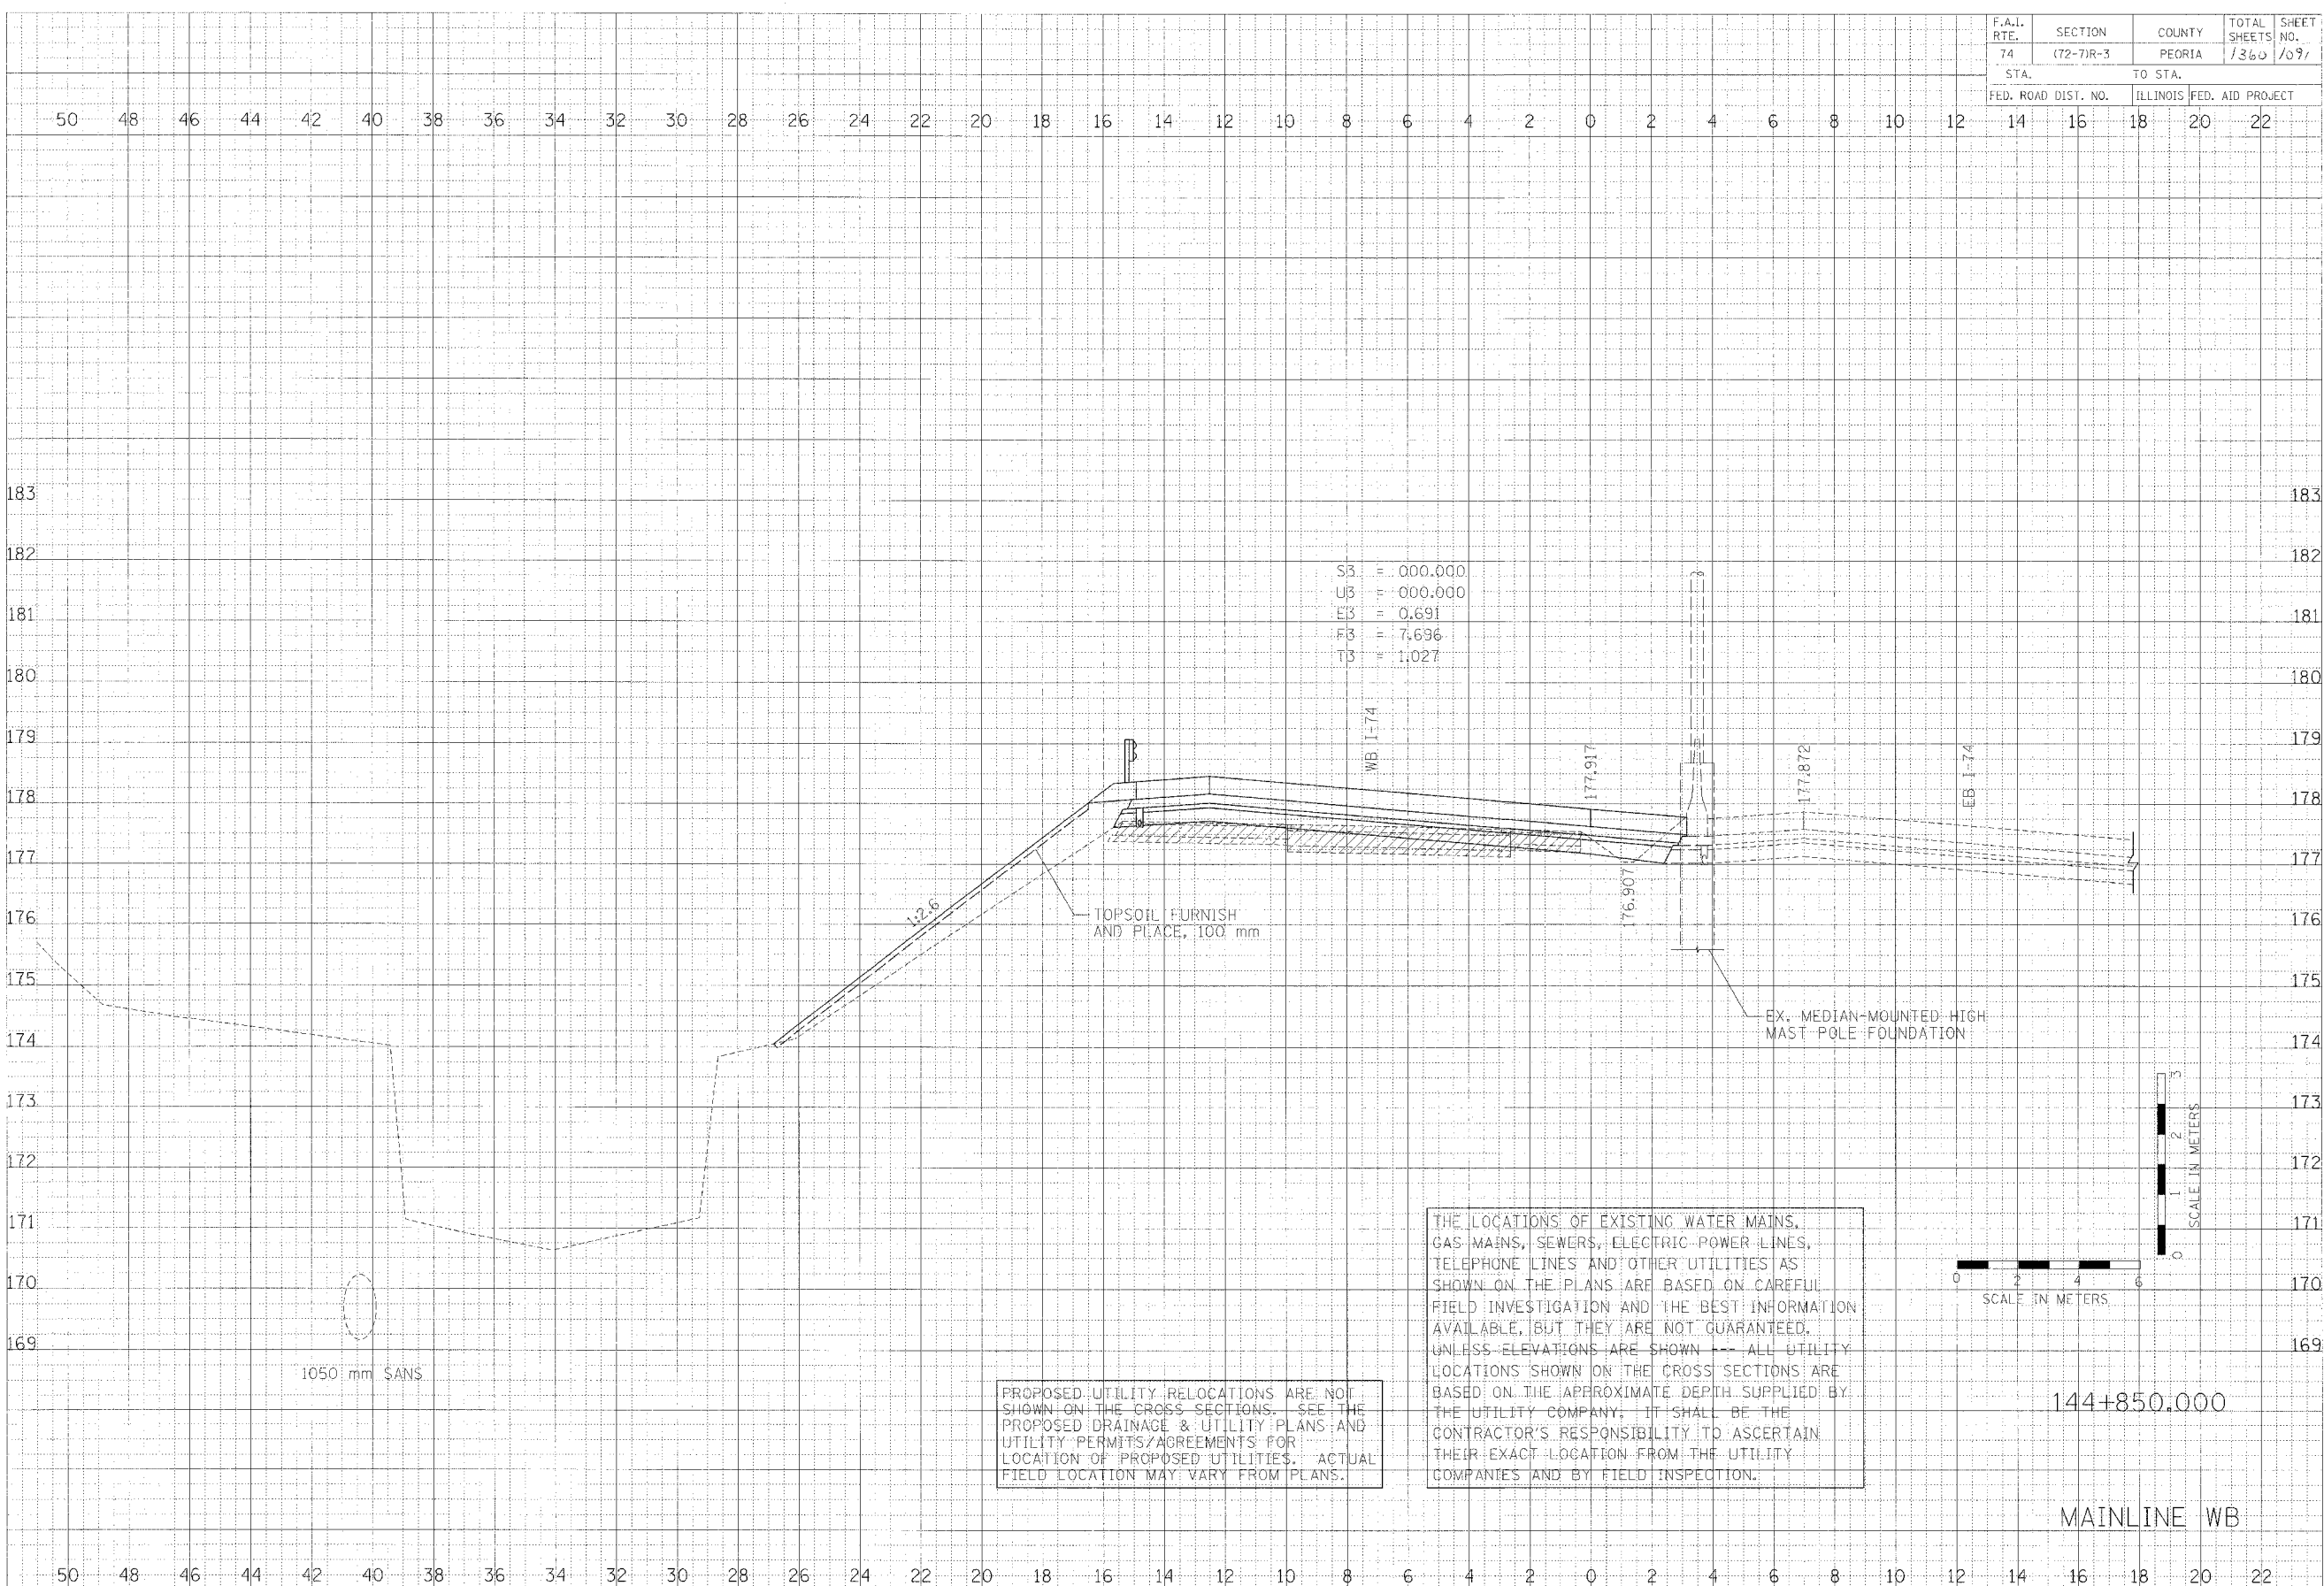 F.A.I. RTE. SECTION COUNTY TOTAL SHEETS SHEET NO.
74 (72-7)R-3 PEORIA 1360 1091
STA. TO STA.
FED. ROAD DIST. NO. ILLINOIS FED. AID PROJECT
50 48 46 44 42 40 38 36 34 32 30 28 26 24 22 20 18 16 14 12 10 8 6 4 2 0 2 4 6 8 10 12 14 16 18 20 22
183 183
182 182
S3 = 000.000
U3 = 000.000
181 181
E3 = 0.691
F3 = 7.696
T3 = 1.027
180 180
179 179
WB I-74
177.917
177.872
EB I-74
178 178
177 177
1:2.6
176.907
TOPSOIL FURNISH
AND PLACE, 100 mm
176 176
175 175
EX. MEDIAN-MOUNTED HIGH
MAST POLE FOUNDATION
174 174
173 173
172 172
171 171
0 1 2 3
SCALE IN METERS
170 170
0 2 4 6
SCALE IN METERS
169 169
1050 mm SANS
PROPOSED UTILITY RELOCATIONS ARE NOT
SHOWN ON THE CROSS SECTIONS. SEE THE
PROPOSED DRAINAGE & UTILITY PLANS AND
UTILITY PERMITS/AGREEMENTS FOR
LOCATION OF PROPOSED UTILITIES. ACTUAL
FIELD LOCATION MAY VARY FROM PLANS.
THE LOCATIONS OF EXISTING WATER MAINS,
GAS MAINS, SEWERS, ELECTRIC POWER LINES,
TELEPHONE LINES AND OTHER UTILITIES AS
SHOWN ON THE PLANS ARE BASED ON CAREFUL
FIELD INVESTIGATION AND THE BEST INFORMATION
AVAILABLE, BUT THEY ARE NOT GUARANTEED.
UNLESS ELEVATIONS ARE SHOWN --- ALL UTILITY
LOCATIONS SHOWN ON THE CROSS SECTIONS ARE
BASED ON THE APPROXIMATE DEPTH SUPPLIED BY
THE UTILITY COMPANY. IT SHALL BE THE
CONTRACTOR'S RESPONSIBILITY TO ASCERTAIN
THEIR EXACT LOCATION FROM THE UTILITY
COMPANIES AND BY FIELD INSPECTION.
144+850.000
MAINLINE WB
50 48 46 44 42 40 38 36 34 32 30 28 26 24 22 20 18 16 14 12 10 8 6 4 2 0 2 4 6 8 10 12 14 16 18 20 22